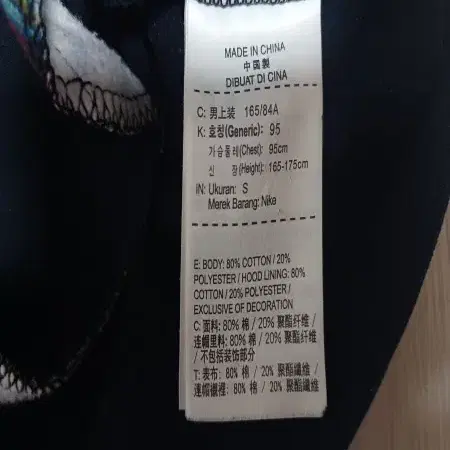 MADE IN CHINA
中国製
DIBUAT DI CINA
C: 男上装 165/84A
K: 호칭(Generic): 95
가슴둘레(Chest): 95cm
신 장(Height): 165-175cm
IN: Ukuran: S
Merek Barang: Nike
E: BODY: 80% COTTON / 20%
POLYESTER / HOOD LINING: 80%
COTTON / 20% POLYESTER /
EXCLUSIVE OF DECORATION
C: 面料: 80% 棉 / 20% 聚酯纤维 /
连帽里料: 80% 棉 / 20% 聚酯纤维
/ 不包括装饰部分
T: 表布: 80% 棉 / 20% 聚酯纖維 /
連帽襯裡: 80% 棉 / 20% 聚酯纖維